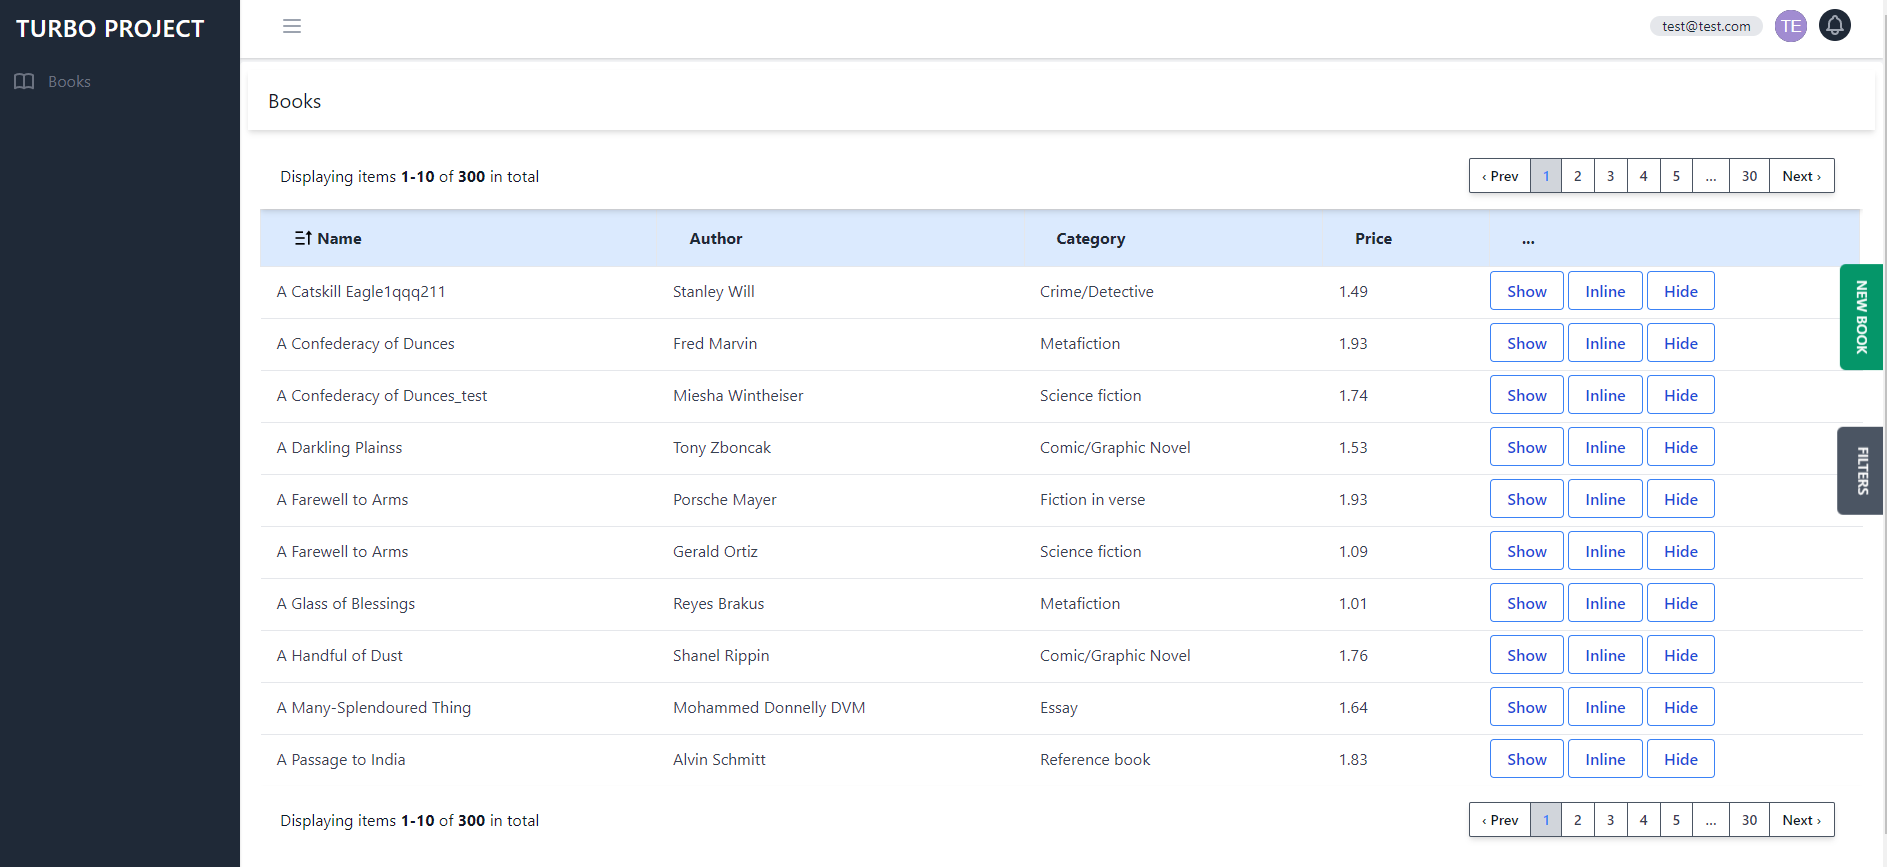 TURBO PROJECT
test@test.com TE
Books
Books
Displaying items 1-10 of 300 in total ‹ Prev 1 2 3 4 5 ... 30 Next ›
Name Author Category Price ...
A Catskill Eagle1qqq211 Stanley Will Crime/Detective 1.49 Show Inline Hide
A Confederacy of Dunces Fred Marvin Metafiction 1.93 Show Inline Hide
A Confederacy of Dunces_test Miesha Wintheiser Science fiction 1.74 Show Inline Hide
A Darkling Plainss Tony Zboncak Comic/Graphic Novel 1.53 Show Inline Hide
A Farewell to Arms Porsche Mayer Fiction in verse 1.93 Show Inline Hide
A Farewell to Arms Gerald Ortiz Science fiction 1.09 Show Inline Hide
A Glass of Blessings Reyes Brakus Metafiction 1.01 Show Inline Hide
A Handful of Dust Shanel Rippin Comic/Graphic Novel 1.76 Show Inline Hide
A Many-Splendoured Thing Mohammed Donnelly DVM Essay 1.64 Show Inline Hide
A Passage to India Alvin Schmitt Reference book 1.83 Show Inline Hide
Displaying items 1-10 of 300 in total ‹ Prev 1 2 3 4 5 ... 30 Next ›
NEW BOOK
FILTERS